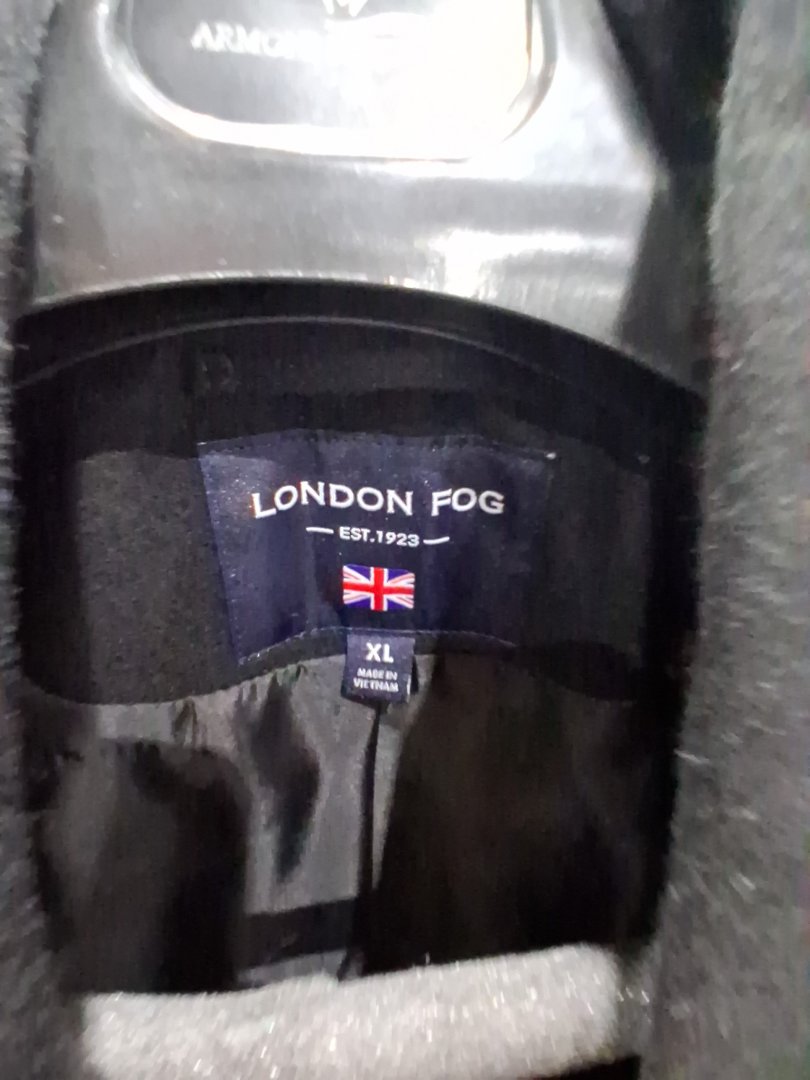 LONDON FOG
EST.1923
XL
MADE IN
VIETNAM